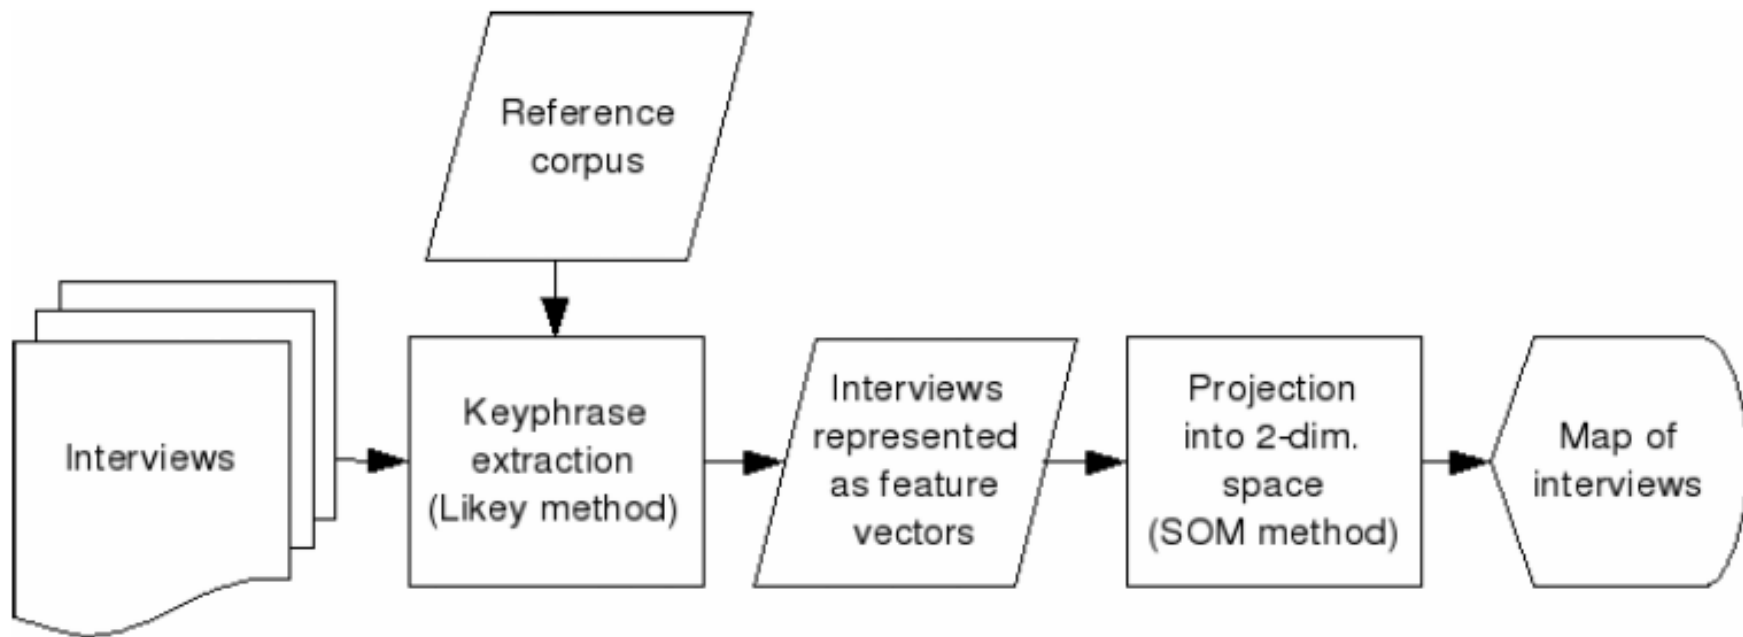 Reference
corpus
Interviews
Keyphrase
extraction
(Likey method)
Interviews
represented
as feature
vectors
Projection
into 2-dim.
space
(SOM method)
Map of
interviews